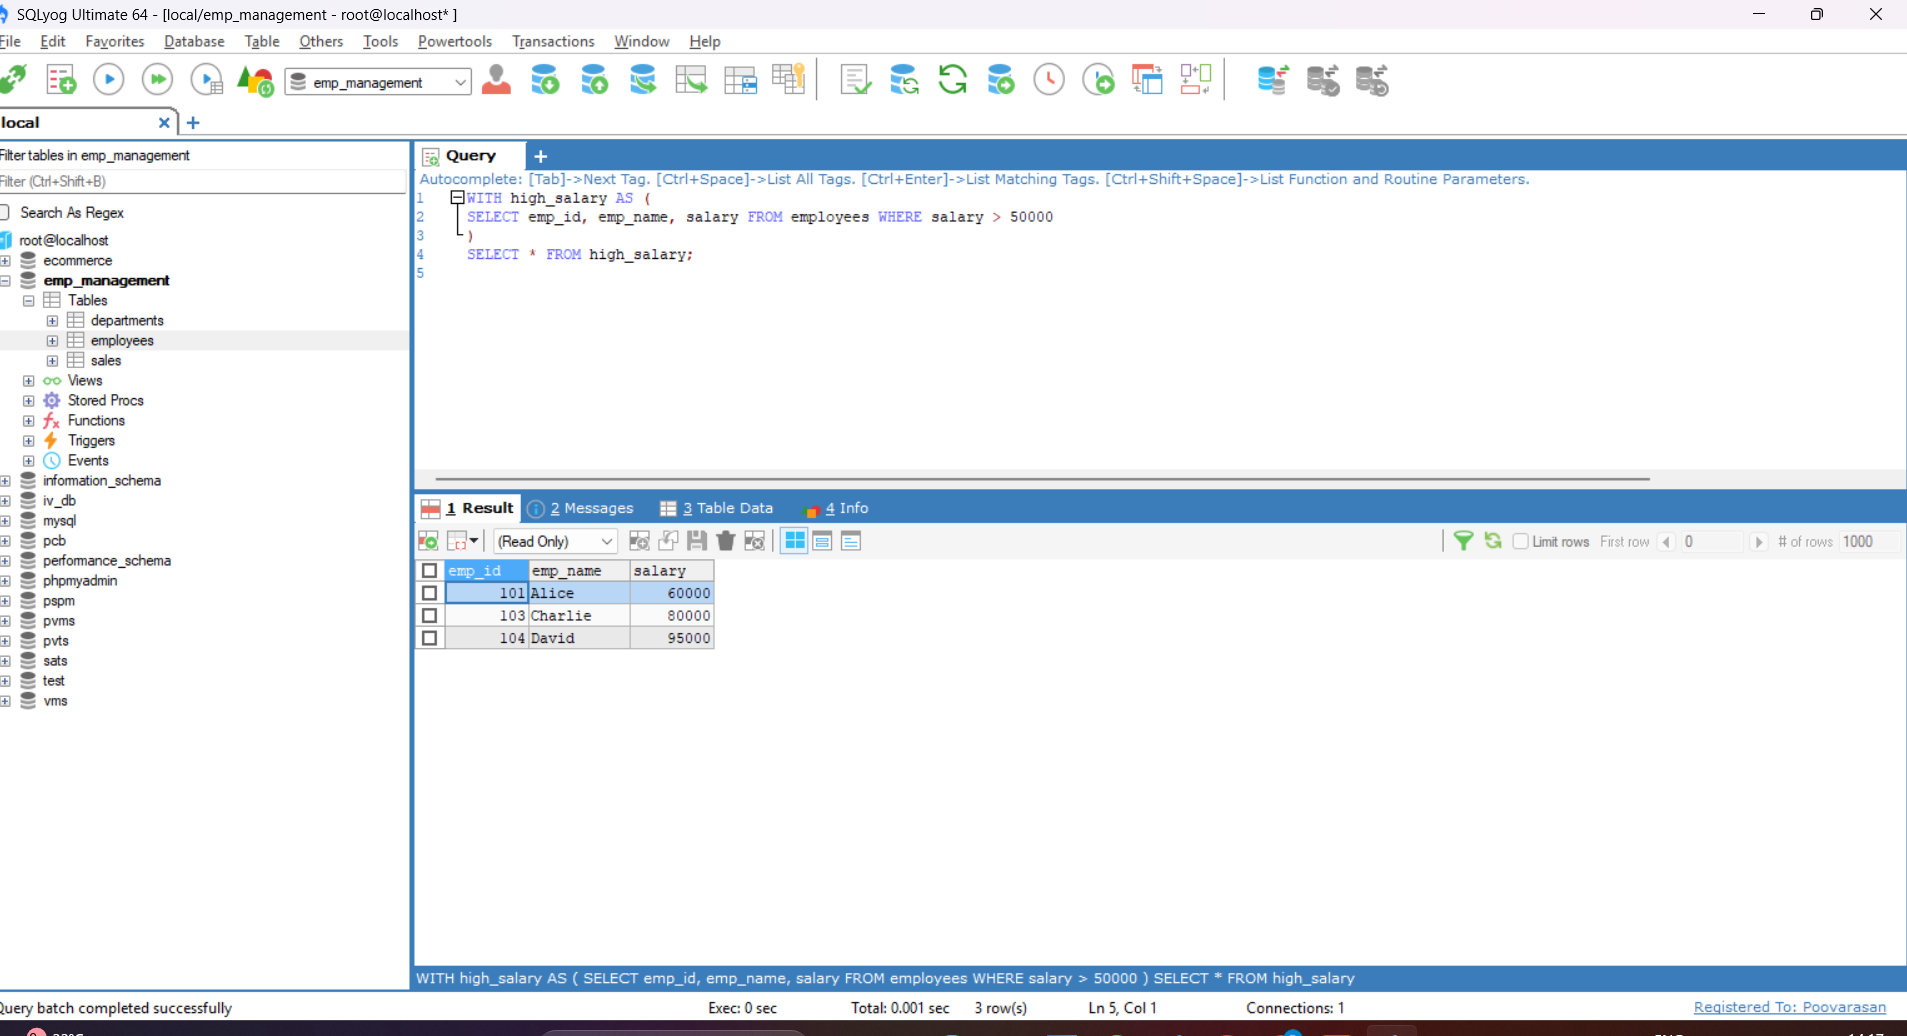 SQLyog Ultimate 64 - [local/emp_management - root@localhost* ]
File Edit Favorites Database Table Others Tools Powertools Transactions Window Help
emp_management
local
Filter tables in emp_management
Filter (Ctrl+Shift+B)
Search As Regex
root@localhost
ecommerce
emp_management
Tables
departments
employees
sales
Views
Stored Procs
Functions
Triggers
Events
information_schema
iv_db
mysql
pcb
performance_schema
phpmyadmin
pspm
pvms
pvts
sats
test
vms
Query
Autocomplete: [Tab]->Next Tag. [Ctrl+Space]->List All Tags. [Ctrl+Enter]->List Matching Tags. [Ctrl+Shift+Space]->List Function and Routine Parameters.
1 WITH high_salary AS (
2 SELECT emp_id, emp_name, salary FROM employees WHERE salary > 50000
3 )
4 SELECT * FROM high_salary;
5
1 Result 2 Messages 3 Table Data 4 Info
(Read Only) Limit rows First row 0 # of rows 1000
emp_id emp_name salary
101 Alice 60000
103 Charlie 80000
104 David 95000
WITH high_salary AS ( SELECT emp_id, emp_name, salary FROM employees WHERE salary > 50000 ) SELECT * FROM high_salary
Query batch completed successfully Exec: 0 sec Total: 0.001 sec 3 row(s) Ln 5, Col 1 Connections: 1 Registered To: Poovarasan